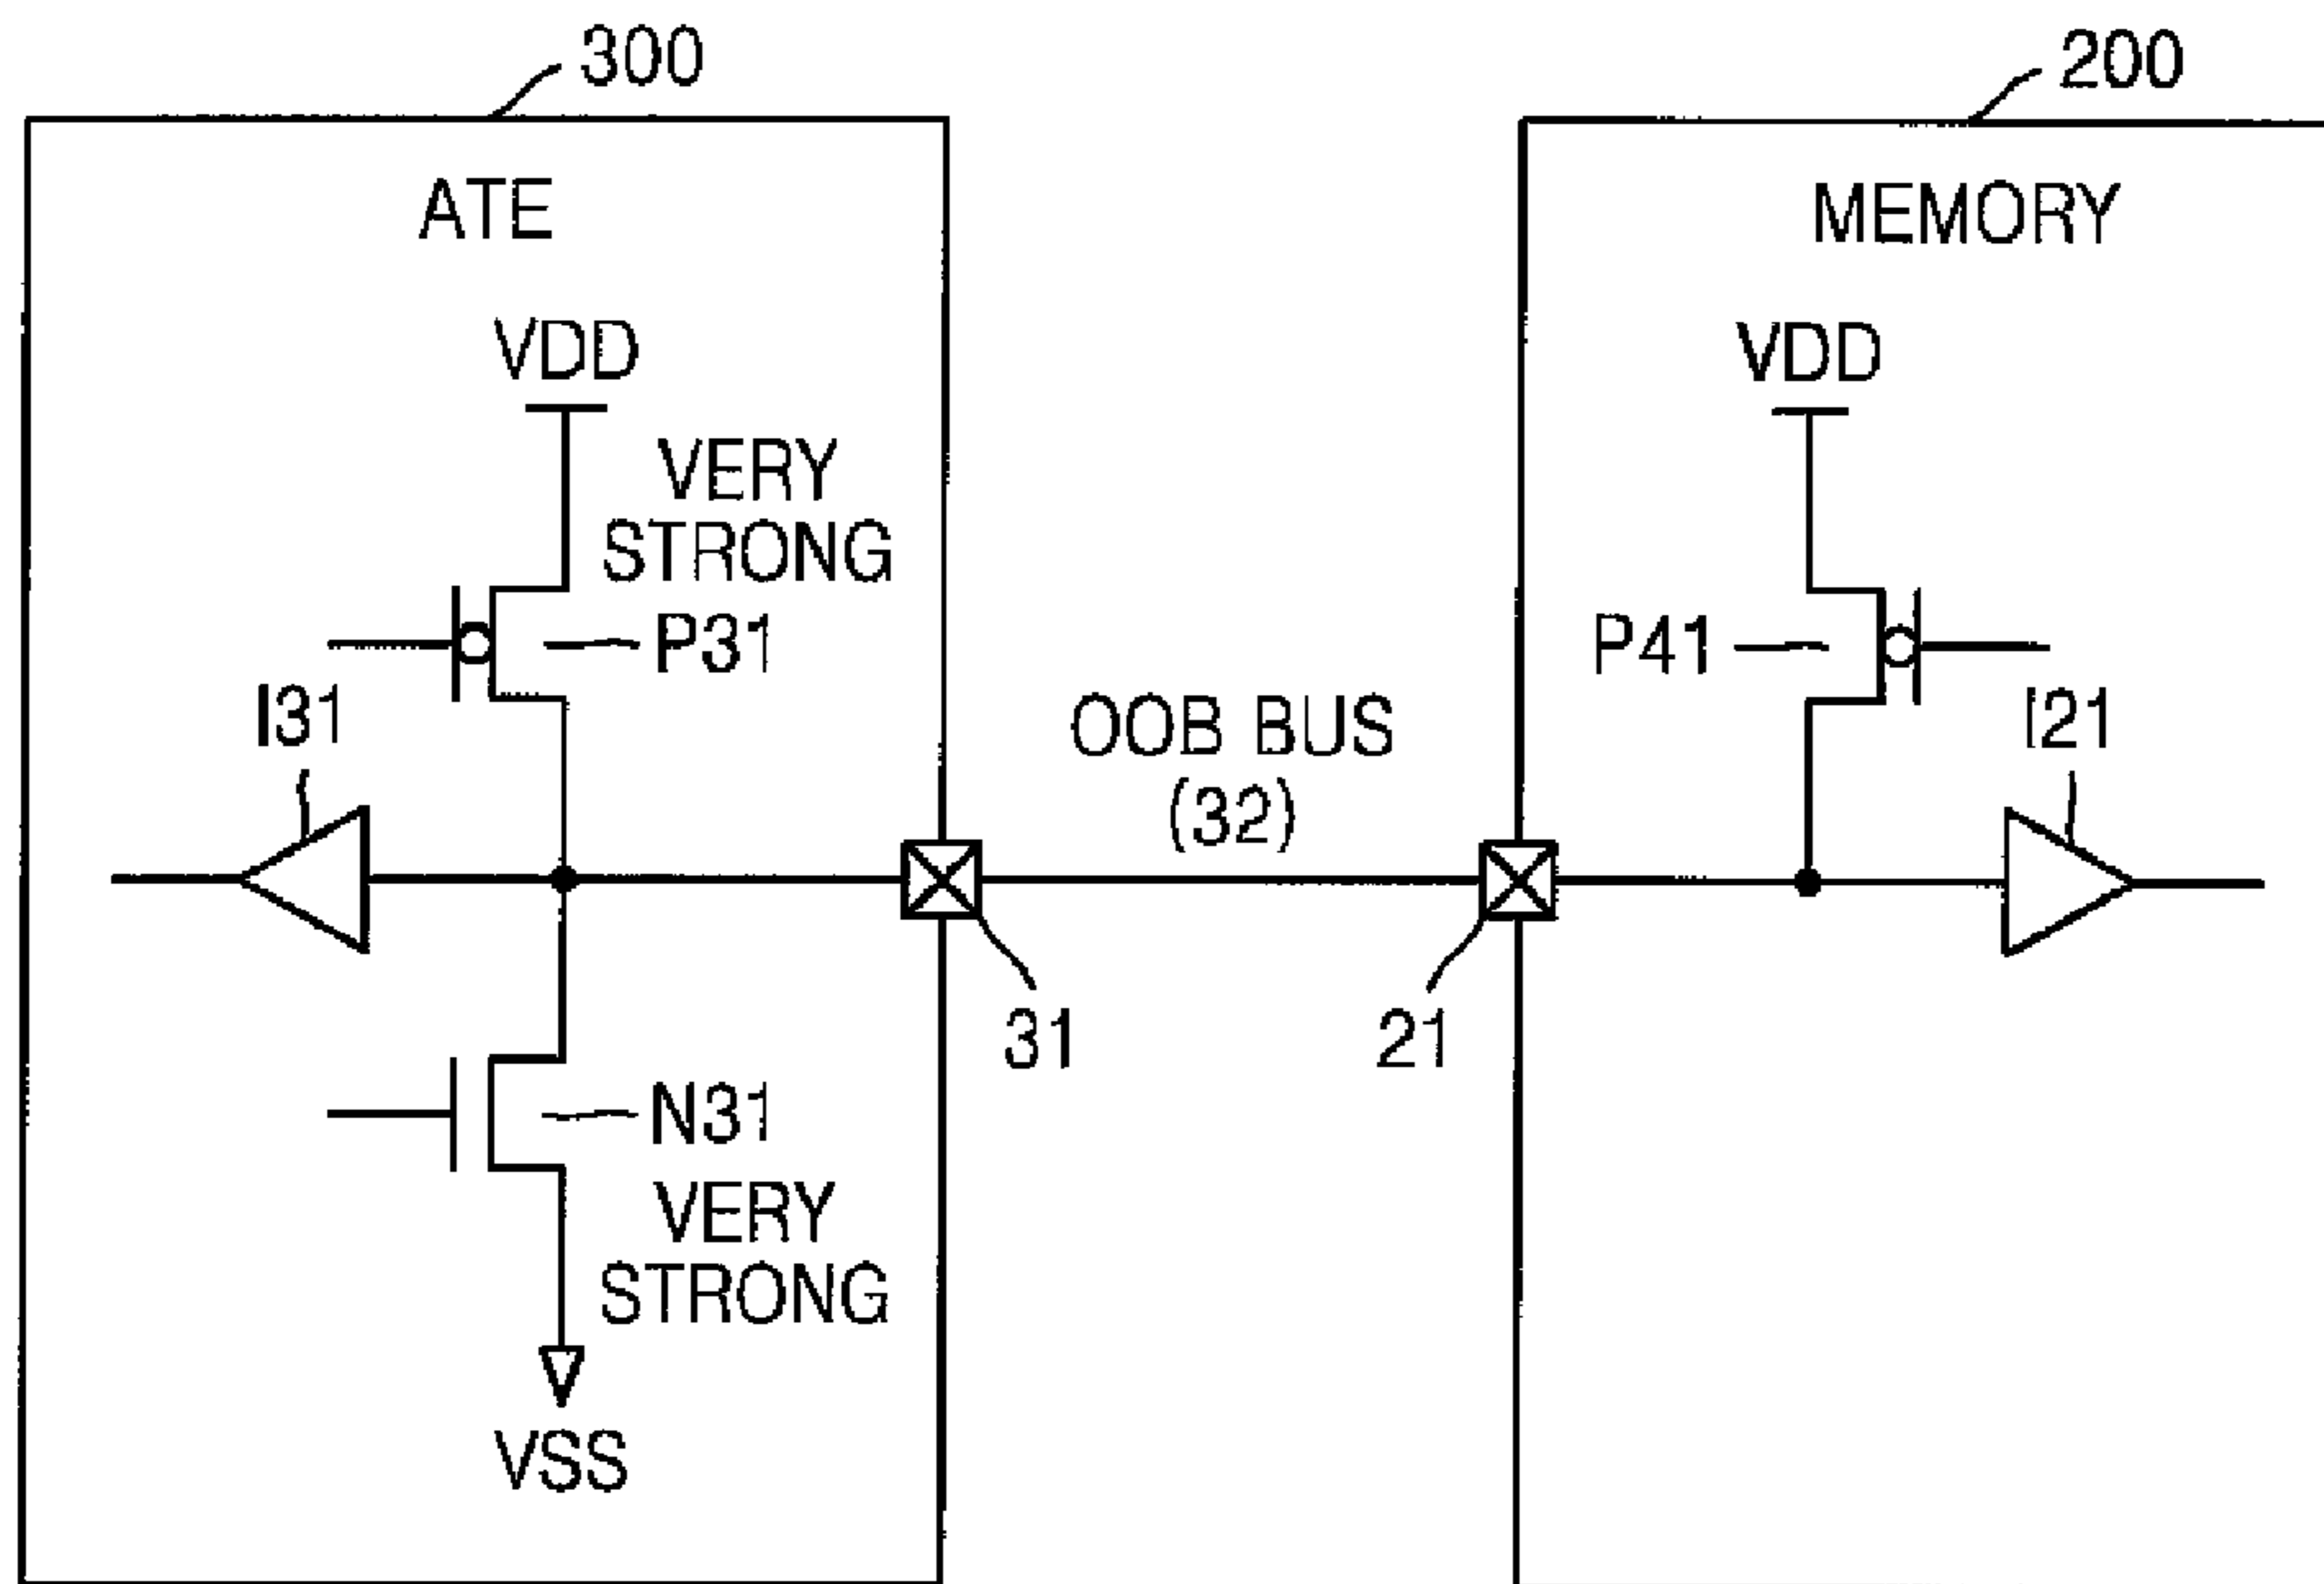 300
200
ATE
MEMORY
VDD
VDD
VERY
STRONG
P31
P41
I31
I21
OOB BUS
(32)
31
21
N31
VERY
STRONG
VSS